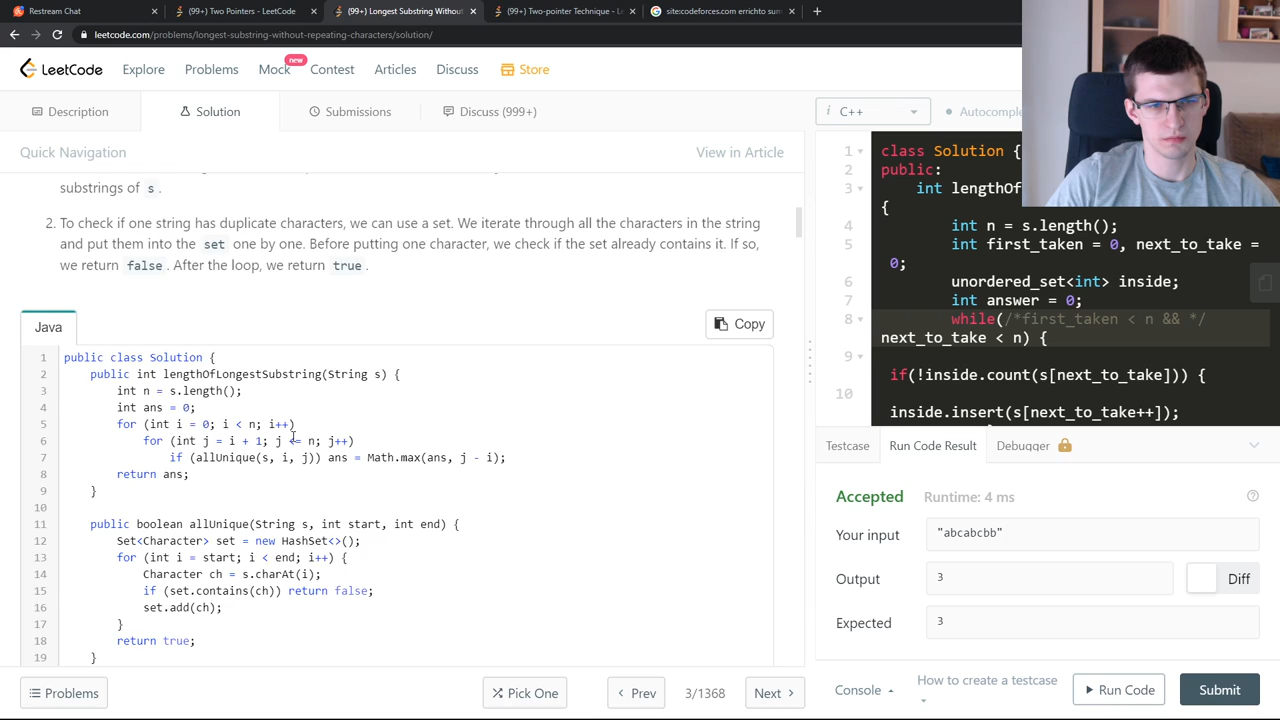 Restream Chat
(99+) Two Pointers - LeetCode
(99+) Longest Substring Withou
(99+) Two-pointer Technique - Le
site:codeforces.com errichto sum
leetcode.com/problems/longest-substring-without-repeating-characters/solution/
LeetCode
Explore
Problems
Mock
new
Contest
Articles
Discuss
Store
Description
Solution
Submissions
Discuss (999+)
i C++
Autocomple
Quick Navigation
View in Article
substrings of s .
2. To check if one string has duplicate characters, we can use a set. We iterate through all the characters in the string
and put them into the set one by one. Before putting one character, we check if the set already contains it. If so,
we return false . After the loop, we return true .
Java
Copy
1 public class Solution {
2 public int lengthOfLongestSubstring(String s) {
3 int n = s.length();
4 int ans = 0;
5 for (int i = 0; i < n; i++)
6 for (int j = i + 1; j <= n; j++)
7 if (allUnique(s, i, j)) ans = Math.max(ans, j - i);
8 return ans;
9 }
10
11 public boolean allUnique(String s, int start, int end) {
12 Set<Character> set = new HashSet<>();
13 for (int i = start; i < end; i++) {
14 Character ch = s.charAt(i);
15 if (set.contains(ch)) return false;
16 set.add(ch);
17 }
18 return true;
19 }
1 class Solution {
2 public:
3 int lengthOf
{
4 int n = s.length();
5 int first_taken = 0, next_to_take =
0;
6 unordered_set<int> inside;
7 int answer = 0;
8 while(/*first_taken < n && */
next_to_take < n) {
9
if(!inside.count(s[next_to_take])) {
10
inside.insert(s[next_to_take++]);
Testcase
Run Code Result
Debugger
Accepted
Runtime: 4 ms
Your input
"abcabcbb"
Output
3
Diff
Expected
3
Problems
Pick One
Prev
3/1368
Next
Console
How to create a testcase
Run Code
Submit